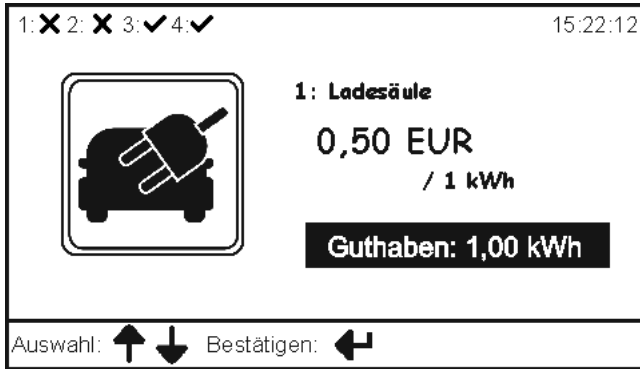 1: ✘ 2: ✘ 3: ✔ 4: ✔ 15:22:12
1: Ladesäule
0,50 EUR
/ 1 kWh
Guthaben: 1,00 kWh
Auswahl: ↑ ↓ Bestätigen: ↵